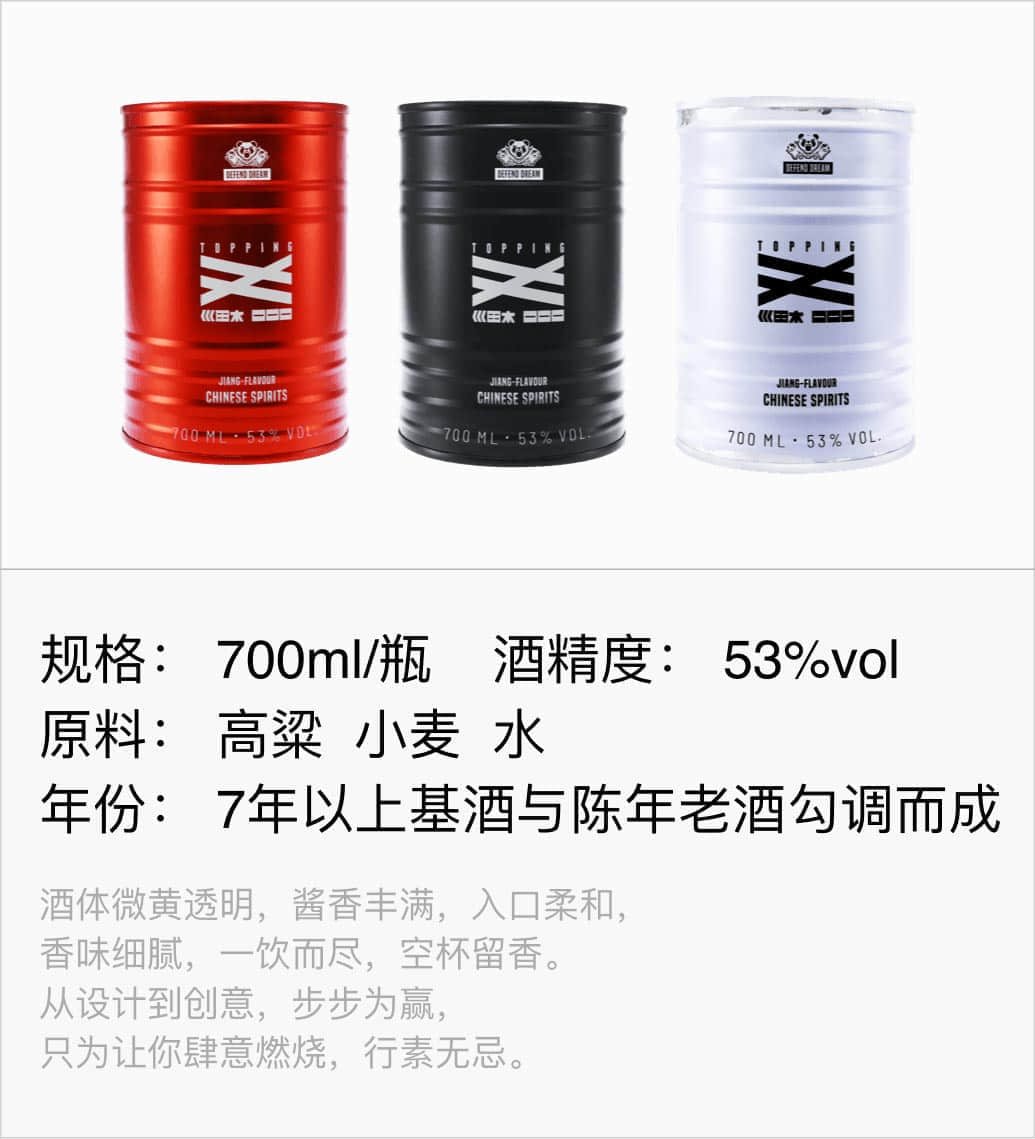 DEFEND DREAM
TOPPING
JIANG-FLAVOUR
CHINESE SPIRITS
700 ML · 53% VOL.
DEFEND DREAM
TOPPING
JIANG-FLAVOUR
CHINESE SPIRITS
700 ML · 53% VOL.
DEFEND DREAM
TOPPING
JIANG-FLAVOUR
CHINESE SPIRITS
700 ML · 53% VOL.
规格： 700ml/瓶 酒精度： 53%vol
原料： 高粱 小麦 水
年份： 7年以上基酒与陈年老酒勾调而成
酒体微黄透明，酱香丰满，入口柔和，
香味细腻，一饮而尽，空杯留香。
从设计到创意，步步为赢，
只为让你肆意燃烧，行素无忌。